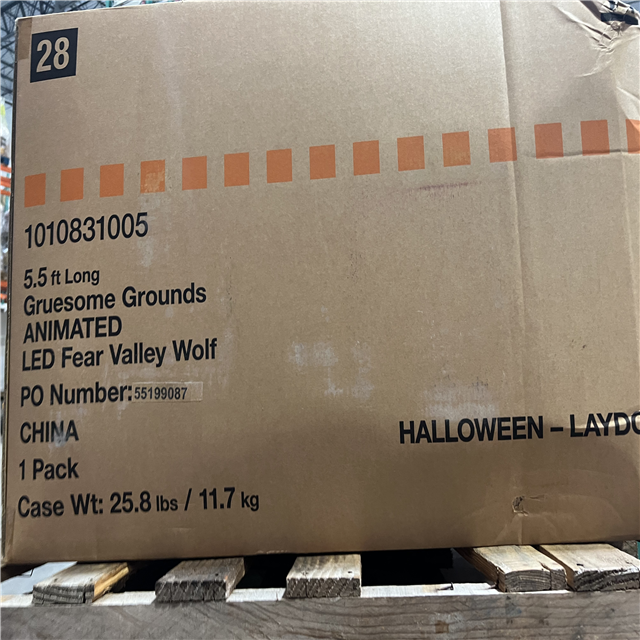 28
1010831005
5.5 ft Long
Gruesome Grounds
ANIMATED
LED Fear Valley Wolf
PO Number: 55199087
CHINA
HALLOWEEN – LAYDO
1 Pack
Case Wt: 25.8 lbs / 11.7 kg